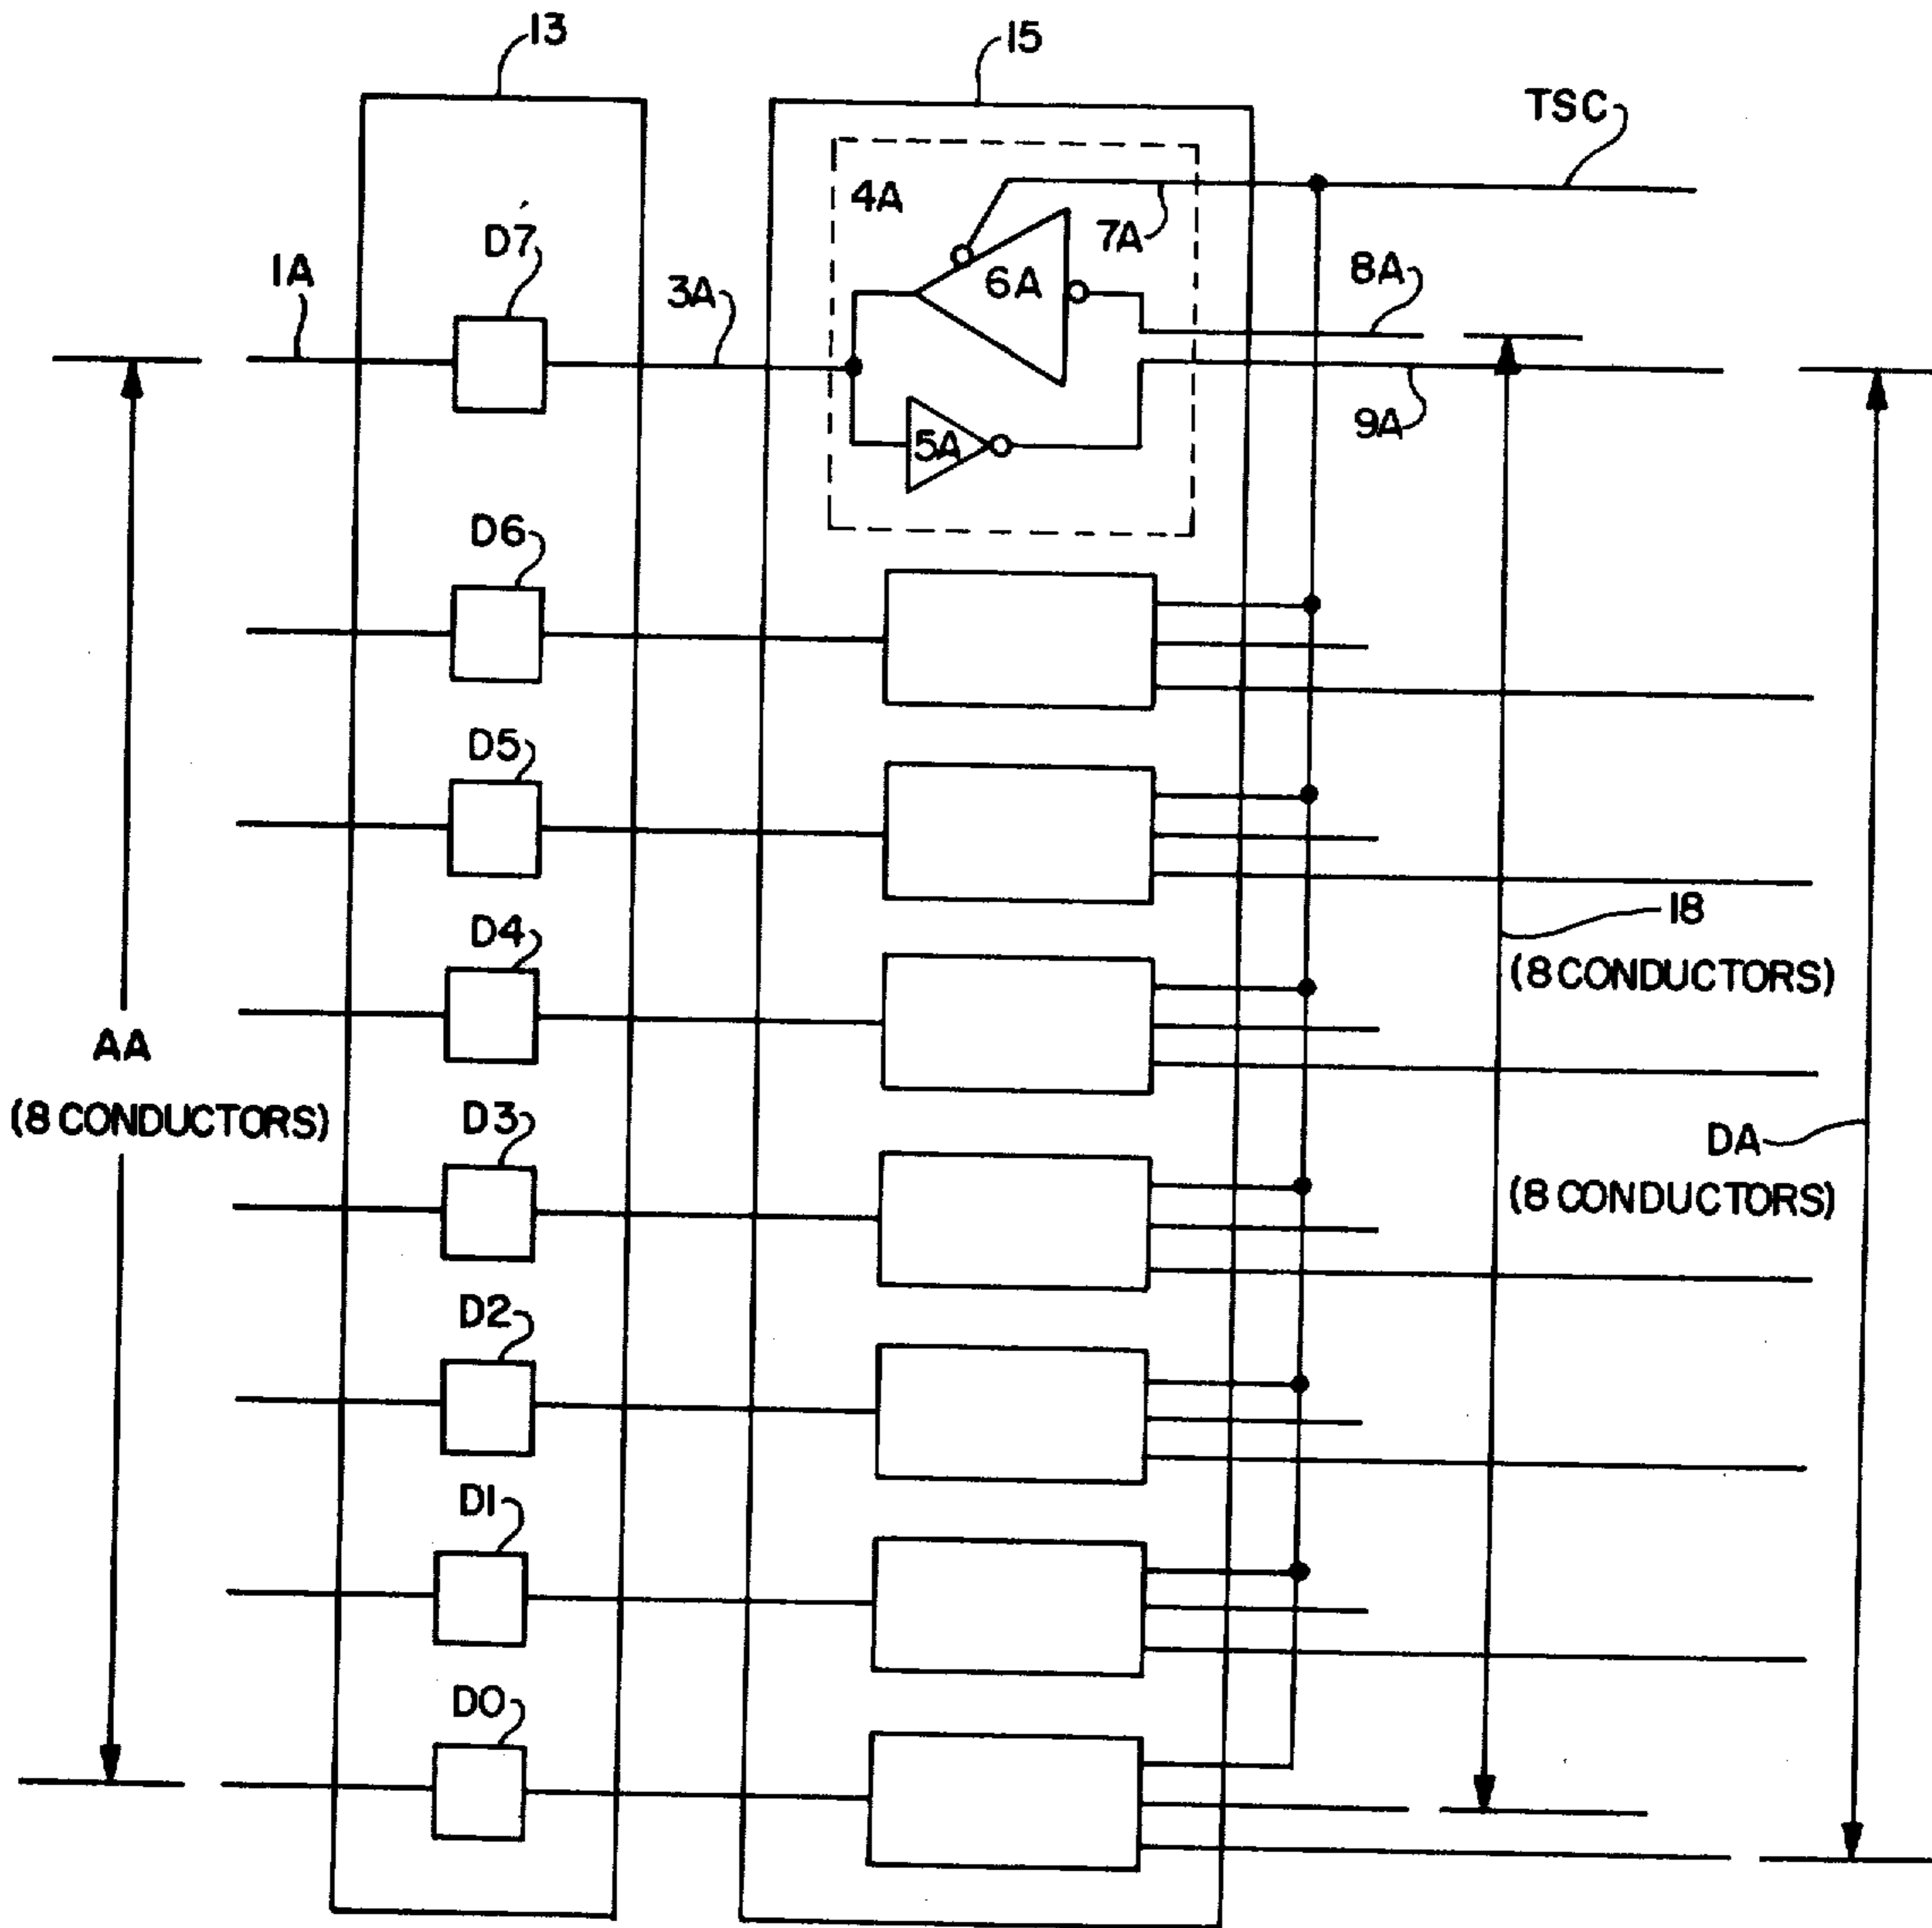 13
15
TSC
D7
1A
3A
4A
6A
7A
8A
5A
9A
D6
D5
D4
18
(8 CONDUCTORS)
AA
(8 CONDUCTORS)
D3
DA
(8 CONDUCTORS)
D2
D1
D0